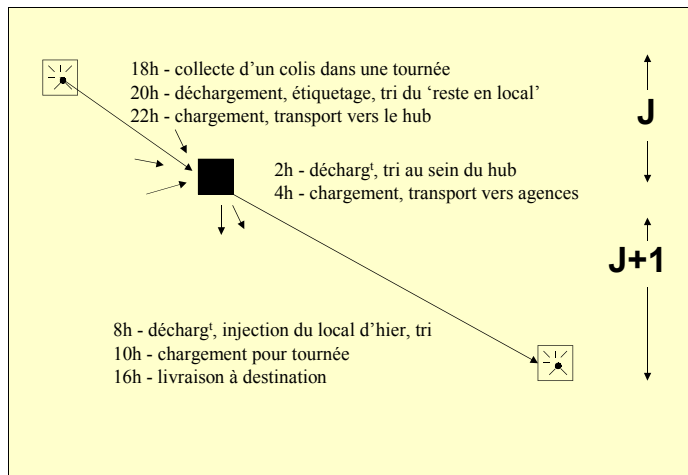 18h - collecte d'un colis dans une tournée
20h - déchargement, étiquetage, tri du 'reste en local'
22h - chargement, transport vers le hub
J
2h - déchargᵗ, tri au sein du hub
4h - chargement, transport vers agences
J+1
8h - déchargᵗ, injection du local d'hier, tri
10h - chargement pour tournée
16h - livraison à destination